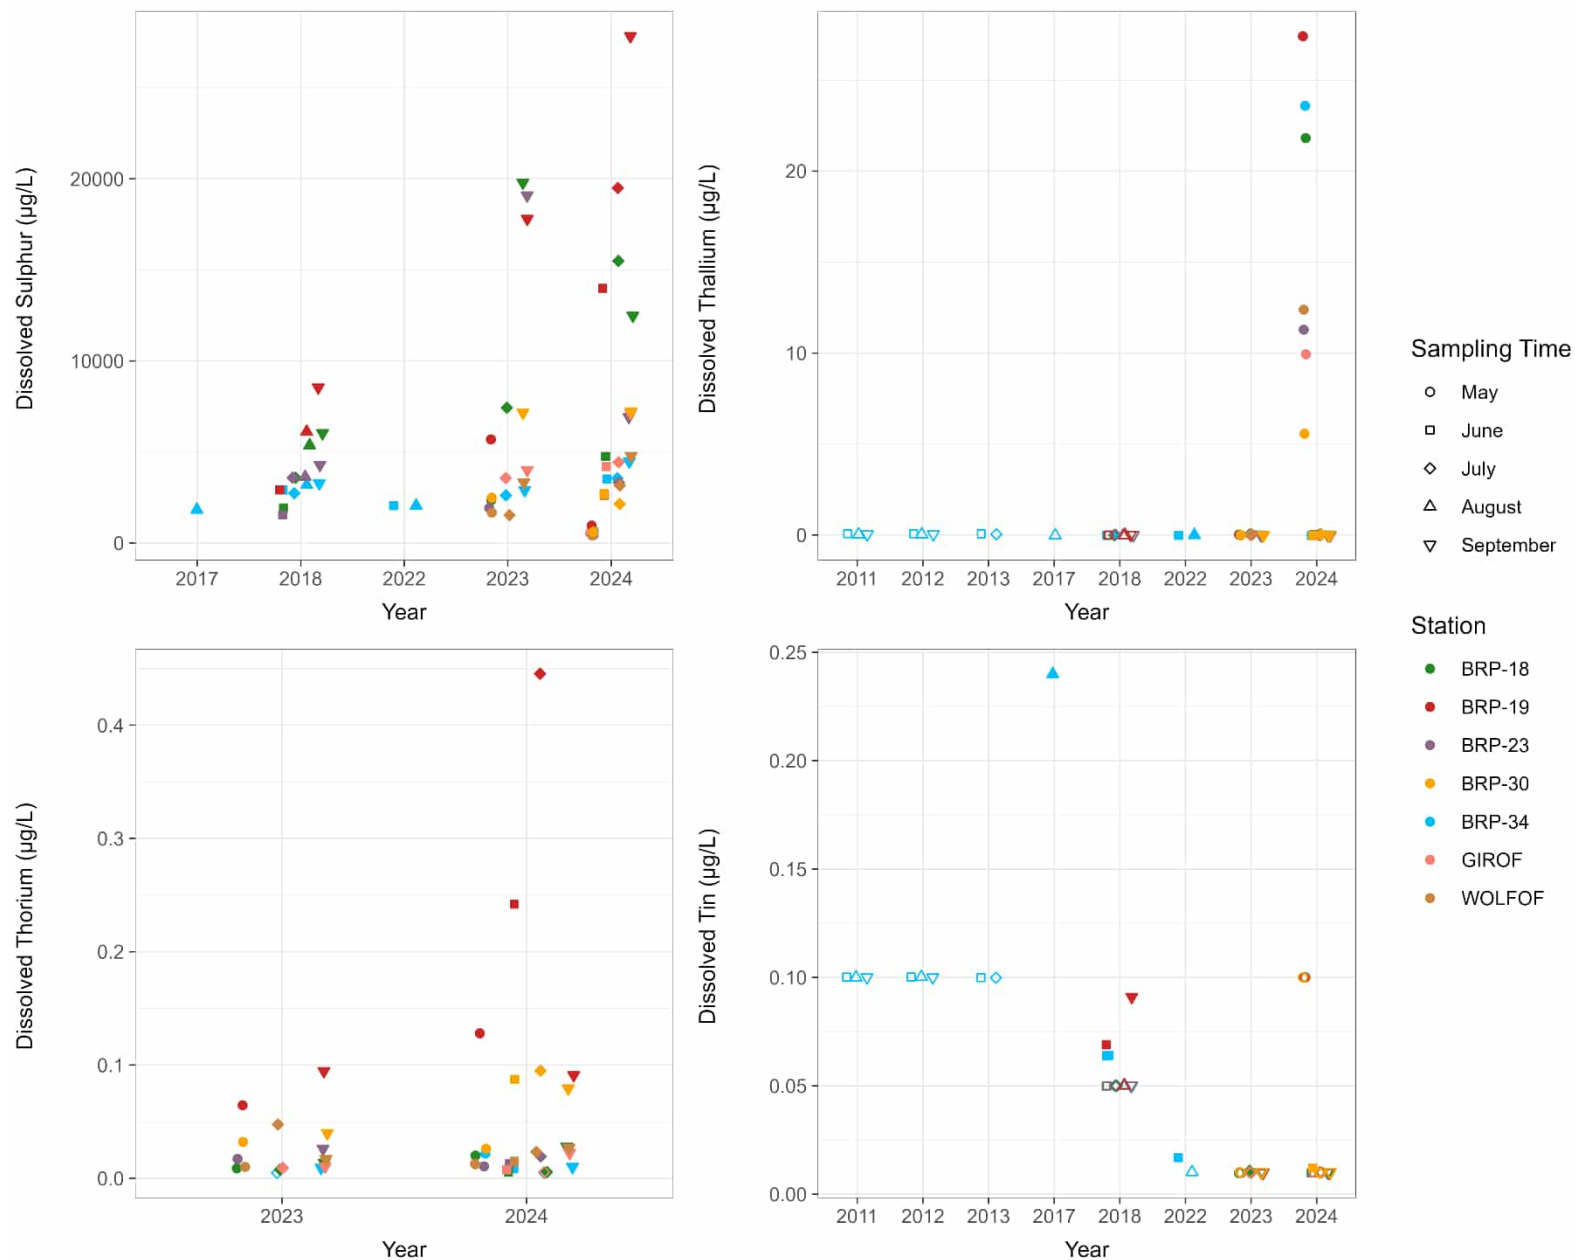 Dissolved Sulphur (µg/L)
20000
10000
0
2017 2018 2022 2023 2024
Year
Dissolved Thallium (µg/L)
20
10
0
2011 2012 2013 2017 2018 2022 2023 2024
Year
Dissolved Thorium (µg/L)
0.4
0.3
0.2
0.1
0.0
2023 2024
Year
Dissolved Tin (µg/L)
0.25
0.20
0.15
0.10
0.05
0.00
2011 2012 2013 2017 2018 2022 2023 2024
Year
Sampling Time
May
June
July
August
September
Station
BRP-18
BRP-19
BRP-23
BRP-30
BRP-34
GIROF
WOLFOF